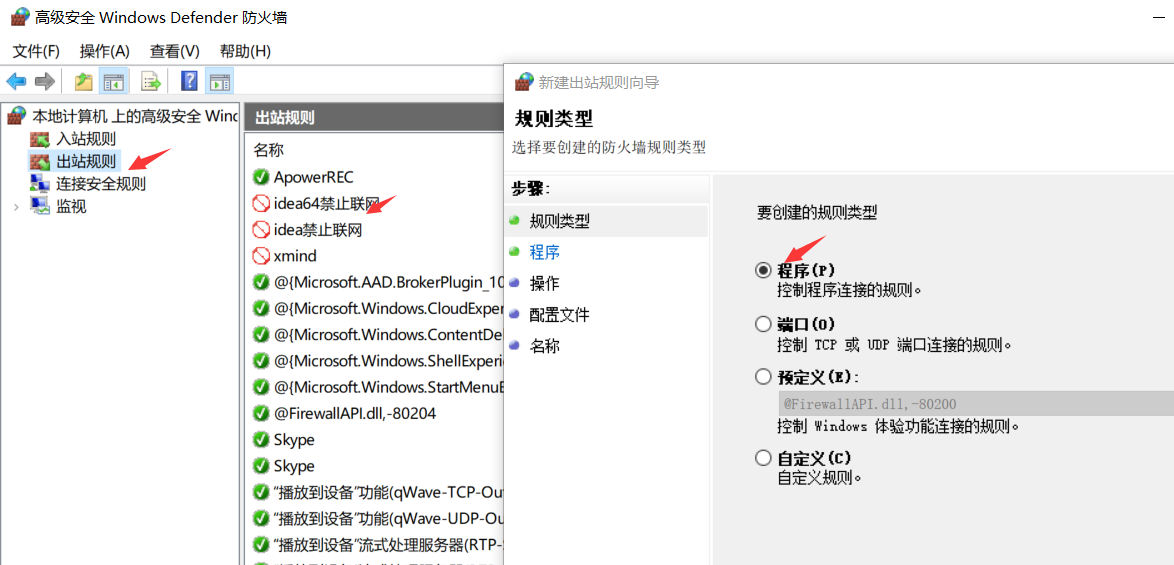 高级安全 Windows Defender 防火墙
文件(F) 操作(A) 查看(V) 帮助(H)
本地计算机 上的高级安全 Wind
入站规则
出站规则
连接安全规则
监视
出站规则
名称
ApowerREC
idea64禁止联网
idea禁止联网
xmind
@{Microsoft.AAD.BrokerPlugin_10
@{Microsoft.Windows.CloudExper
@{Microsoft.Windows.ContentDe
@{Microsoft.Windows.ShellExperi
@{Microsoft.Windows.StartMenuE
@FirewallAPI.dll,-80204
Skype
Skype
“播放到设备”功能(qWave-TCP-Ou
“播放到设备”功能(qWave-UDP-Ou
“播放到设备”流式处理服务器(RTP-S
新建出站规则向导
规则类型
选择要创建的防火墙规则类型
步骤:
规则类型
程序
操作
配置文件
名称
要创建的规则类型
程序(P)
控制程序连接的规则。
端口(O)
控制 TCP 或 UDP 端口连接的规则。
预定义(E):
@FirewallAPI.dll,-80200
控制 Windows 体验功能连接的规则。
自定义(C)
自定义规则。